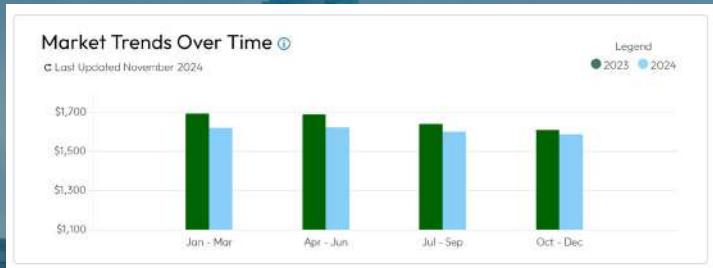 Market Trends Over Time
Last Updated November 2024
Legend
2023 2024
$1,700
$1,500
$1,300
$1,100
Jan - Mar Apr - Jun Jul - Sep Oct - Dec